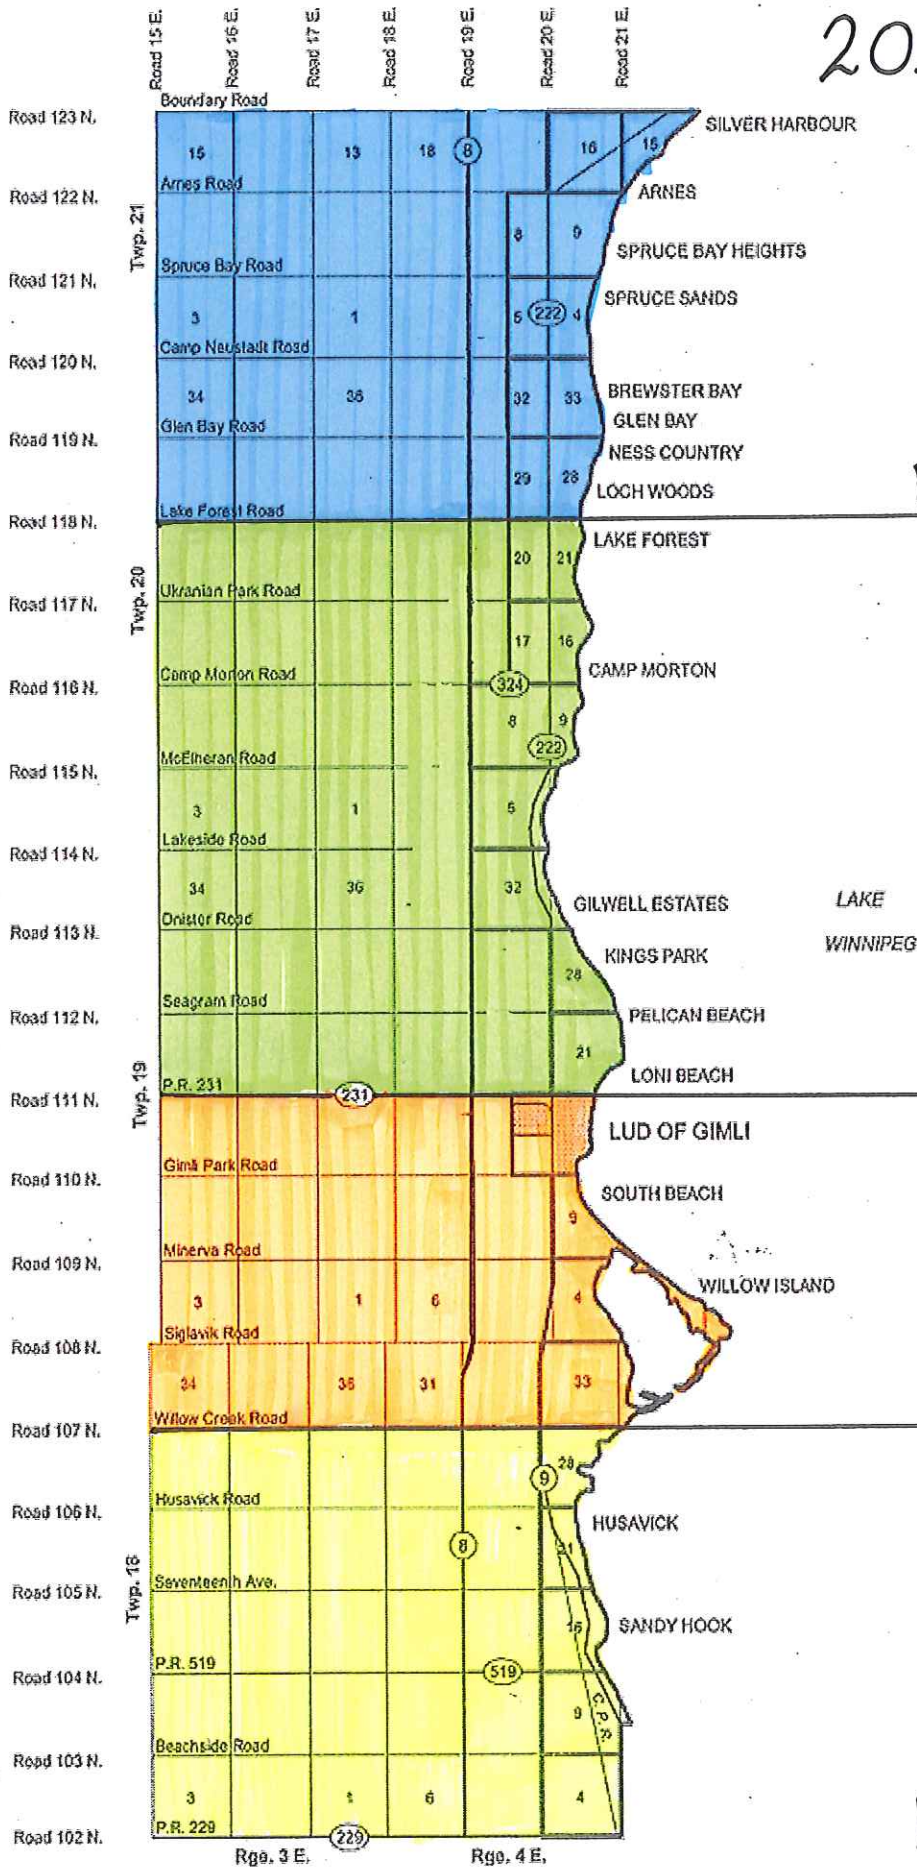 Road 15 E.
Road 16 E.
Road 17 E.
Road 18 E.
Road 19 E.
Road 20 E.
Road 21 E.
20
Boundary Road
Road 123 N.
SILVER HARBOUR
15
13
18
8
16
15
Arnes Road
Road 122 N.
ARNES
Twp. 21
8
9
SPRUCE BAY HEIGHTS
Spruce Bay Road
Road 121 N.
SPRUCE SANDS
3
1
5
222
4
Camp Neustadt Road
Road 120 N.
BREWSTER BAY
34
36
32
33
GLEN BAY
Glen Bay Road
Road 119 N.
NESS COUNTRY
29
28
LOCH WOODS
Lake Forest Road
Road 118 N.
LAKE FOREST
20
21
Twp. 20
Ukranian Park Road
Road 117 N.
17
16
Camp Morton Road
CAMP MORTON
Road 116 N.
324
8
9
222
McElheran Road
Road 115 N.
3
1
5
Lakeside Road
Road 114 N.
34
36
32
GILWELL ESTATES
LAKE
Dnister Road
Road 113 N.
WINNIPEG
KINGS PARK
28
Seagram Road
Road 112 N.
PELICAN BEACH
21
LONI BEACH
Twp. 19
P.R. 231
231
Road 111 N.
LUD OF GIMLI
Gimli Park Road
Road 110 N.
SOUTH BEACH
9
Minerva Road
Road 109 N.
WILLOW ISLAND
3
1
6
4
Siglavik Road
Road 108 N.
34
36
31
33
Willow Creek Road
Road 107 N.
28
9
Husavick Road
Road 106 N.
HUSAVICK
8
21
Seventeenth Ave.
Road 105 N.
Twp. 18
16
SANDY HOOK
P.R. 519
519
Road 104 N.
9
C.P.R.
Beachside Road
Road 103 N.
3
1
6
4
P.R. 229
229
Road 102 N.
Rge. 3 E.
Rge. 4 E.